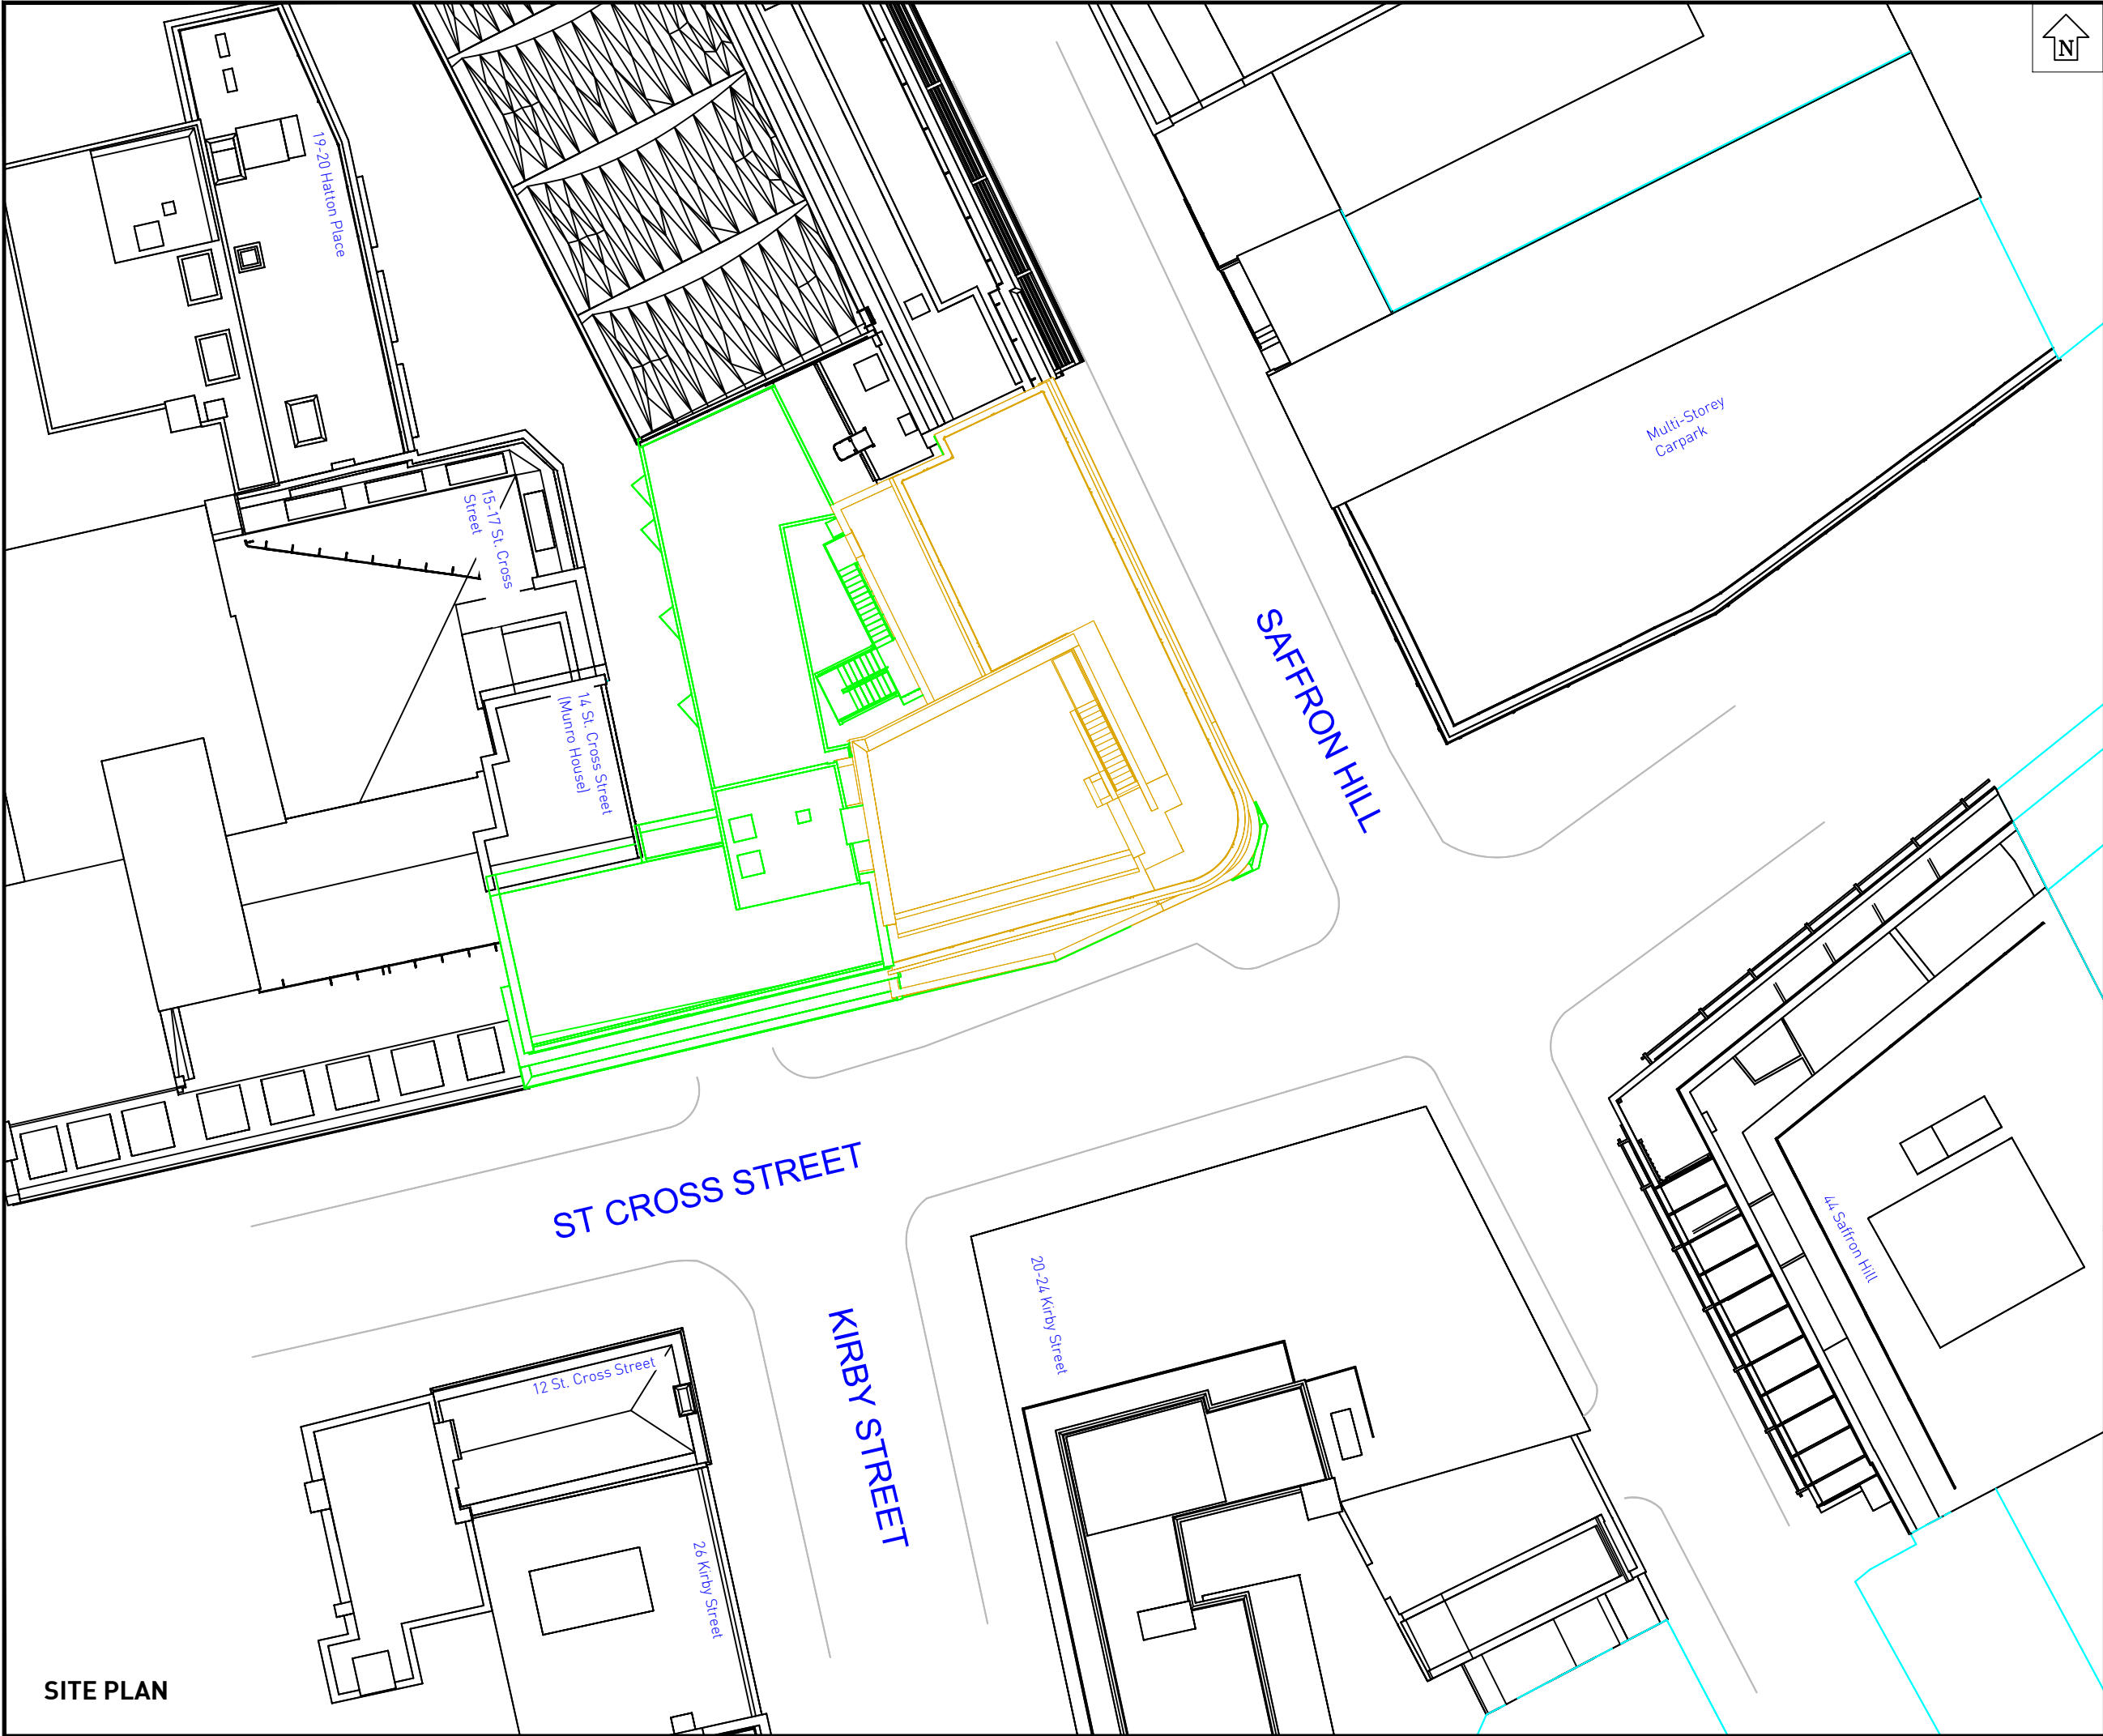 N
19-20 Hatton Place
Multi-Storey
Carpark
15-17 St. Cross
Street
SAFFRON HILL
14 St. Cross Street
(Munro House)
ST CROSS STREET
44 Saffron Hill
20-24 Kirby Street
KIRBY STREET
12 St. Cross Street
26 Kirby Street
SITE PLAN